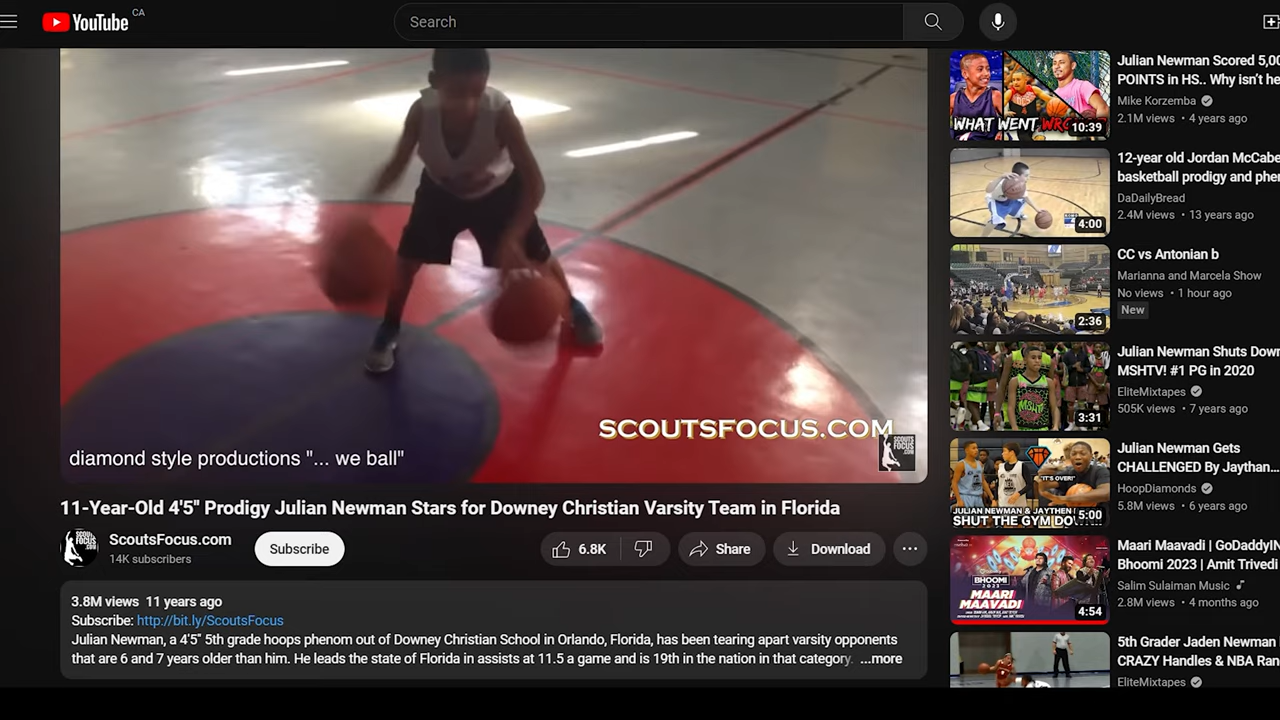 YouTube CA
Search
SCOUTSFOCUS.COM
SCOUTS
FOCUS
.COM
diamond style productions "... we ball"
11-Year-Old 4'5" Prodigy Julian Newman Stars for Downey Christian Varsity Team in Florida
ScoutsFocus.com
14K subscribers
Subscribe
6.8K
Share
Download
3.8M views 11 years ago
Subscribe: http://bit.ly/ScoutsFocus
Julian Newman, a 4'5" 5th grade hoops phenom out of Downey Christian School in Orlando, Florida, has been tearing apart varsity opponents
that are 6 and 7 years older than him. He leads the state of Florida in assists at 11.5 a game and is 19th in the nation in that category. ...more
WHAT WENT WRONG
10:39
Julian Newman Scored 5,00
POINTS in HS.. Why isn't he
Mike Korzemba
2.1M views • 4 years ago
4:00
12-year old Jordan McCabe
basketball prodigy and phen
DaDailyBread
2.4M views • 13 years ago
2:36
CC vs Antonian b
Marianna and Marcela Show
No views • 1 hour ago
New
MSHTV
3:31
Julian Newman Shuts Down
MSHTV! #1 PG in 2020
EliteMixtapes
505K views • 7 years ago
"IT'S OVER!"
JULIAN NEWMAN & JAYTHEN
SHUT THE GYM DOWN
5:00
Julian Newman Gets
CHALLENGED By Jaythan...
HoopDiamonds
5.8M views • 6 years ago
BHOOMI
2023
MAARI
MAAVADI
4:54
Maari Maavadi | GoDaddyIN
Bhoomi 2023 | Amit Trivedi
Salim Sulaiman Music
2.8M views • 4 months ago
5th Grader Jaden Newman
CRAZY Handles & NBA Ran
EliteMixtapes